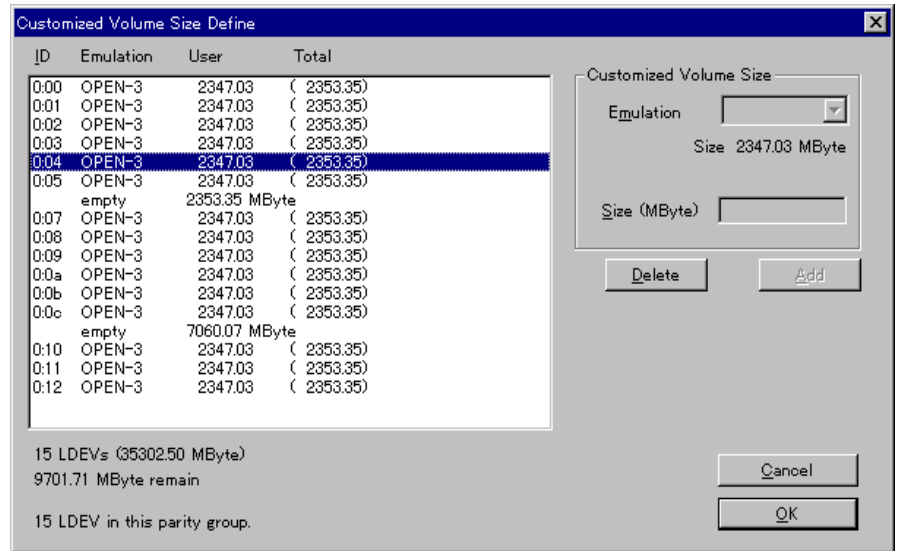 Customized Volume Size Define
ID Emulation User Total
0:00 OPEN-3 2347.03 ( 2353.35)
0:01 OPEN-3 2347.03 ( 2353.35)
0:02 OPEN-3 2347.03 ( 2353.35)
0:03 OPEN-3 2347.03 ( 2353.35)
0:04 OPEN-3 2347.03 ( 2353.35)
0:05 OPEN-3 2347.03 ( 2353.35)
empty 2353.35 MByte
0:07 OPEN-3 2347.03 ( 2353.35)
0:08 OPEN-3 2347.03 ( 2353.35)
0:09 OPEN-3 2347.03 ( 2353.35)
0:0a OPEN-3 2347.03 ( 2353.35)
0:0b OPEN-3 2347.03 ( 2353.35)
0:0c OPEN-3 2347.03 ( 2353.35)
empty 7060.07 MByte
0:10 OPEN-3 2347.03 ( 2353.35)
0:11 OPEN-3 2347.03 ( 2353.35)
0:12 OPEN-3 2347.03 ( 2353.35)
15 LDEVs (35302.50 MByte)
9701.71 MByte remain
15 LDEV in this parity group.
Customized Volume Size
Emulation
Size 2347.03 MByte
Size (MByte)
Delete Add
Cancel
OK